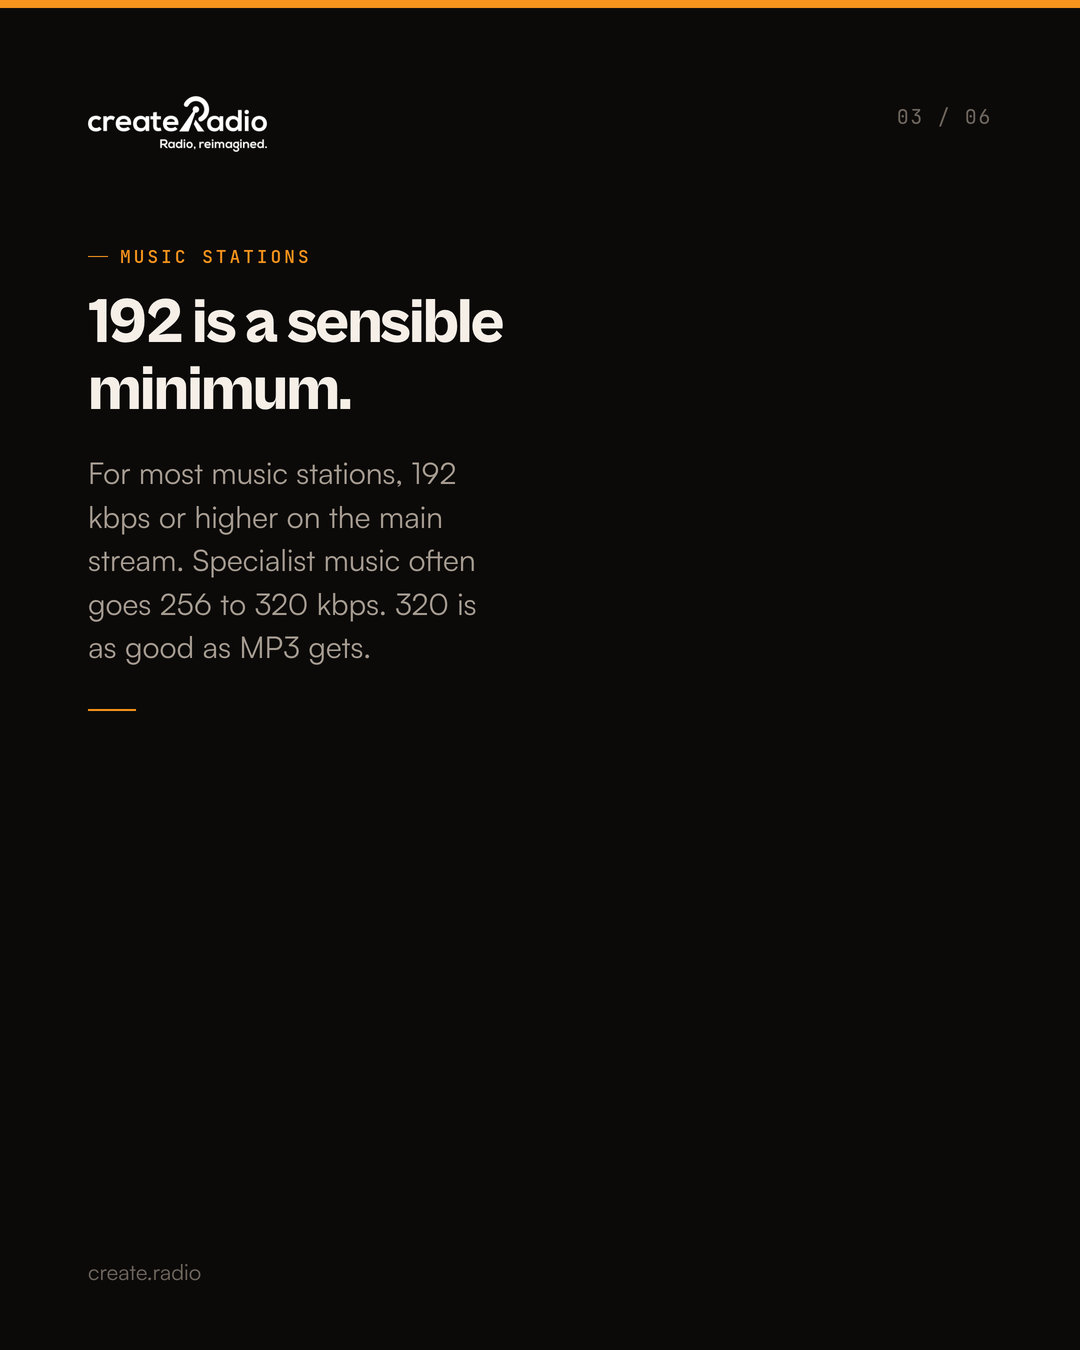 createRadio
Radio, reimagined.
03 / 06
— MUSIC STATIONS
192 is a sensible
minimum.
For most music stations, 192
kbps or higher on the main
stream. Specialist music often
goes 256 to 320 kbps. 320 is
as good as MP3 gets.
create.radio